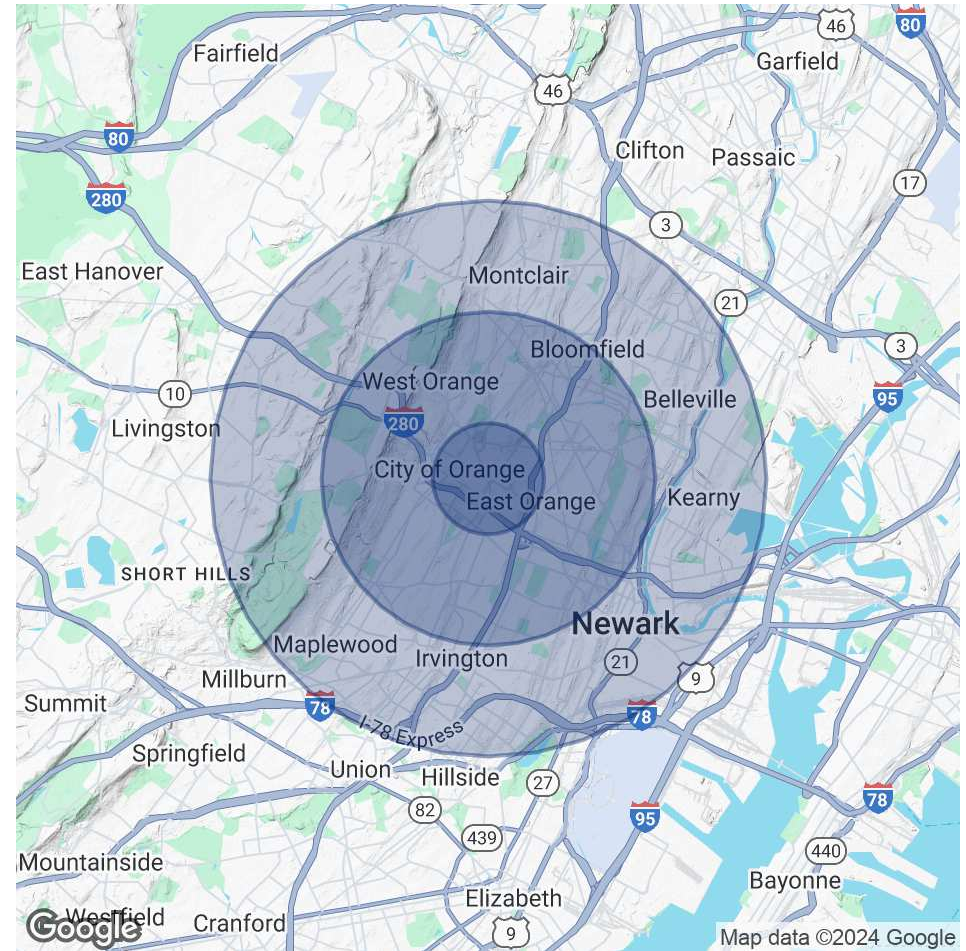 46
80
Fairfield
Garfield
46
80
Clifton
Passaic
17
280
3
East Hanover
Montclair
21
3
Bloomfield
West Orange
10
95
Belleville
280
Livingston
City of Orange
East Orange
Kearny
SHORT HILLS
Newark
Maplewood
Irvington
21
Millburn
9
Summit
78
78
I-78 Express
Springfield
Union
Hillside
27
78
82
95
439
440
Mountainside
Bayonne
Elizabeth
Westfield
Cranford
9
Google
Map data ©2024 Google